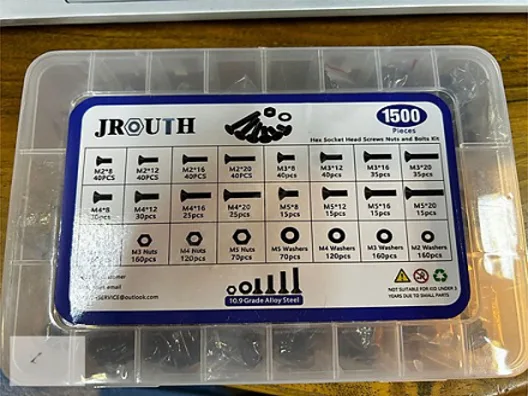 JROUTH
1500
Pieces
Hex Socket Head Screws Nuts and Bolts Kit
M2*8 M2*12 M2*16 M2*20 M3*8 M3*12 M3*16 M3*20
40PCS 40PCS 40PCS 40PCS 40pcs 40pcs 35pcs 35pcs
M4*8 M4*12 M4*16 M4*20 M5*8 M5*12 M5*16 M5*20
30pcs 25pcs 25pcs 15pcs 15pcs 15pcs 15pcs
M3 Nuts M4 Nuts M5 Nuts M5 Washers M4 Washers M3 Washers M2 Washers
160pcs 120pcs 70pcs 70pcs 120pcs 160pcs 160pcs
email
SERVICE@outlook.com
10.9 Grade Alloy Steel
NOT SUITABLE FOR KID UNDER 3
YEARS DUE TO SMALL PARTS